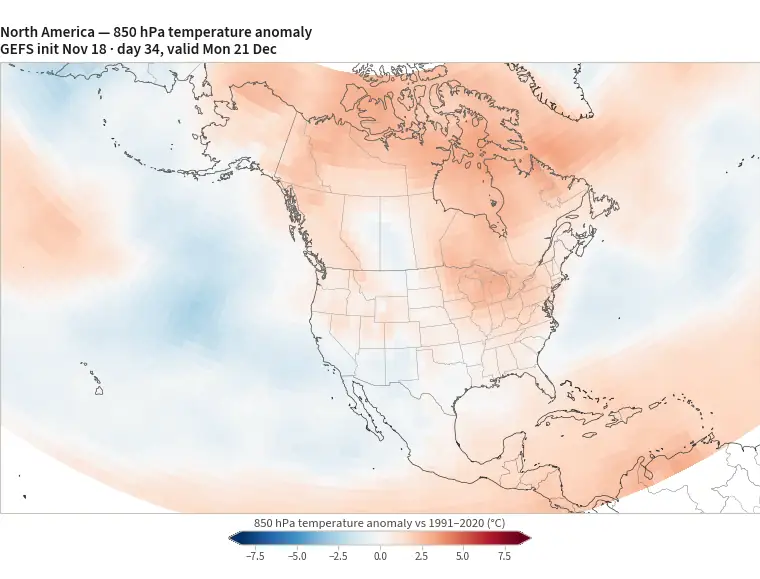 North America — 850 hPa temperature anomaly
GEFS init Nov 18 · day 34, valid Mon 21 Dec
850 hPa temperature anomaly vs 1991–2020 (°C)
−7.5 −5.0 −2.5 0.0 2.5 5.0 7.5